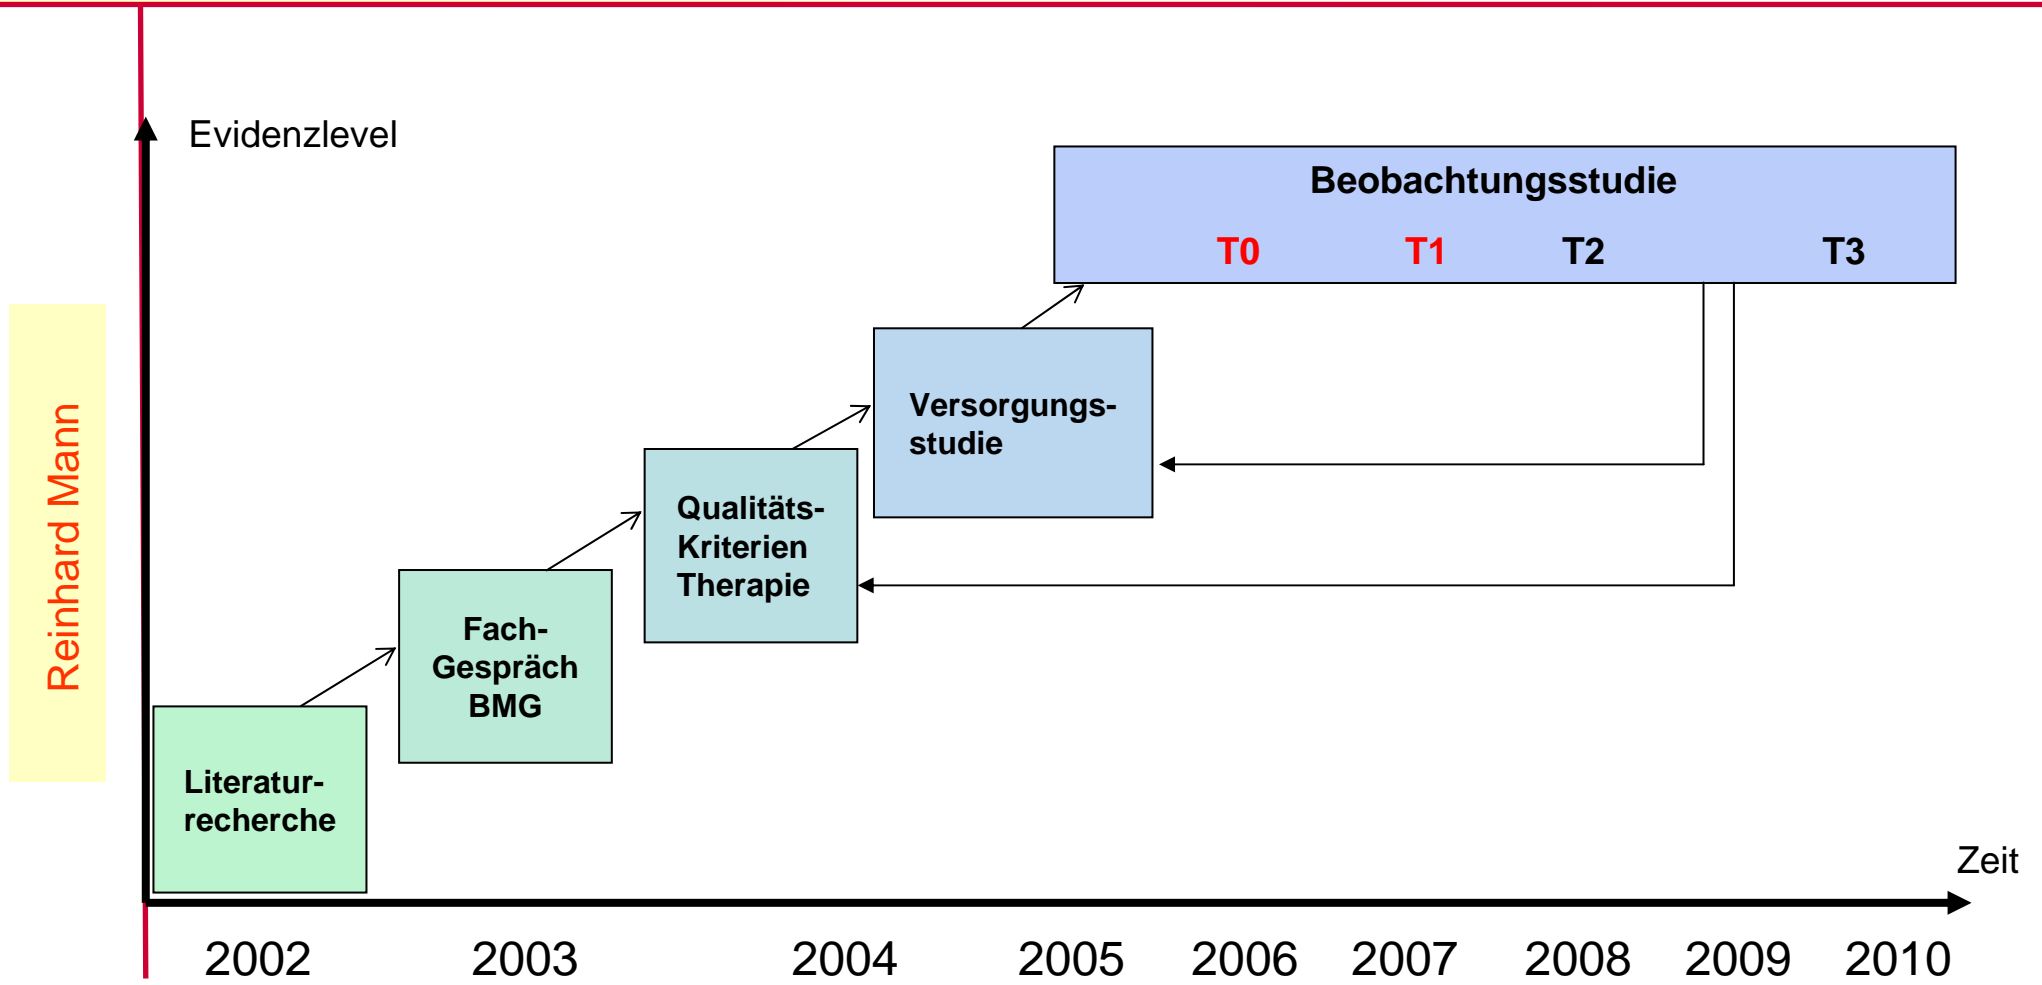 Evidenzlevel
Beobachtungsstudie
T0 T1 T2 T3
Versorgungs-
studie
Qualitäts-
Kriterien
Therapie
Fach-
Gespräch
BMG
Literatur-
recherche
Reinhard Mann
Zeit
2002 2003 2004 2005 2006 2007 2008 2009 2010